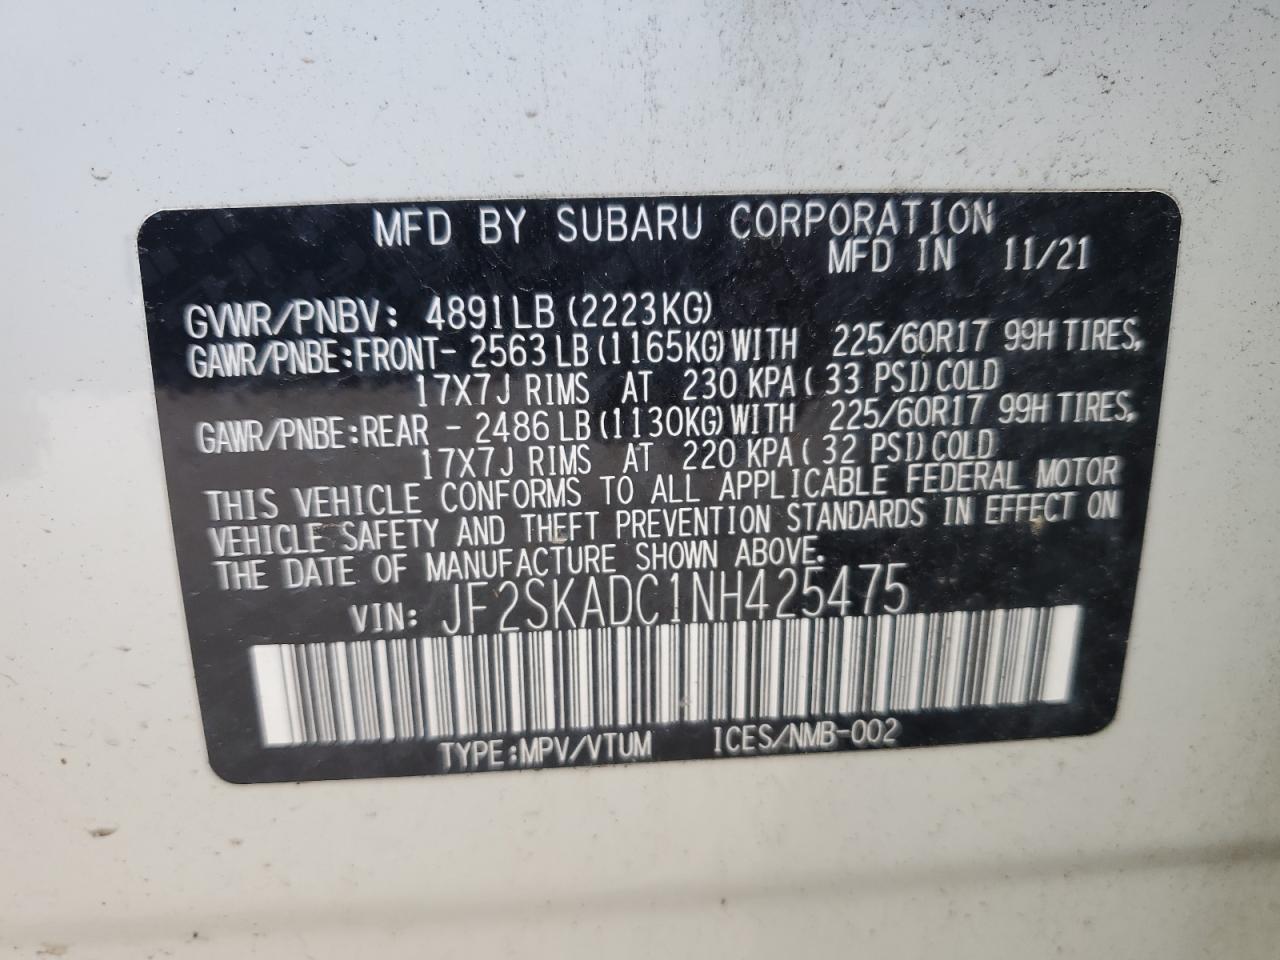 MFD BY SUBARU CORPORATION
MFD IN 11/21
GVWR/PNBV: 4891LB (2223KG)
GAWR/PNBE:FRONT- 2563LB(1165KG)WITH 225/60R17 99H TIRES,
17X7J RIMS AT 230 KPA( 33 PSI)COLD
GAWR/PNBE:REAR - 2486LB(1130KG)WITH 225/60R17 99H TIRES,
17X7J RIMS AT 220 KPA( 32 PSI)COLD
THIS VEHICLE CONFORMS TO ALL APPLICABLE FEDERAL MOTOR
VEHICLE SAFETY AND THEFT PREVENTION STANDARDS IN EFFECT ON
THE DATE OF MANUFACTURE SHOWN ABOVE.
VIN: JF2SKADC1NH425475
TYPE:MPV/VTUM ICES/NMB-002